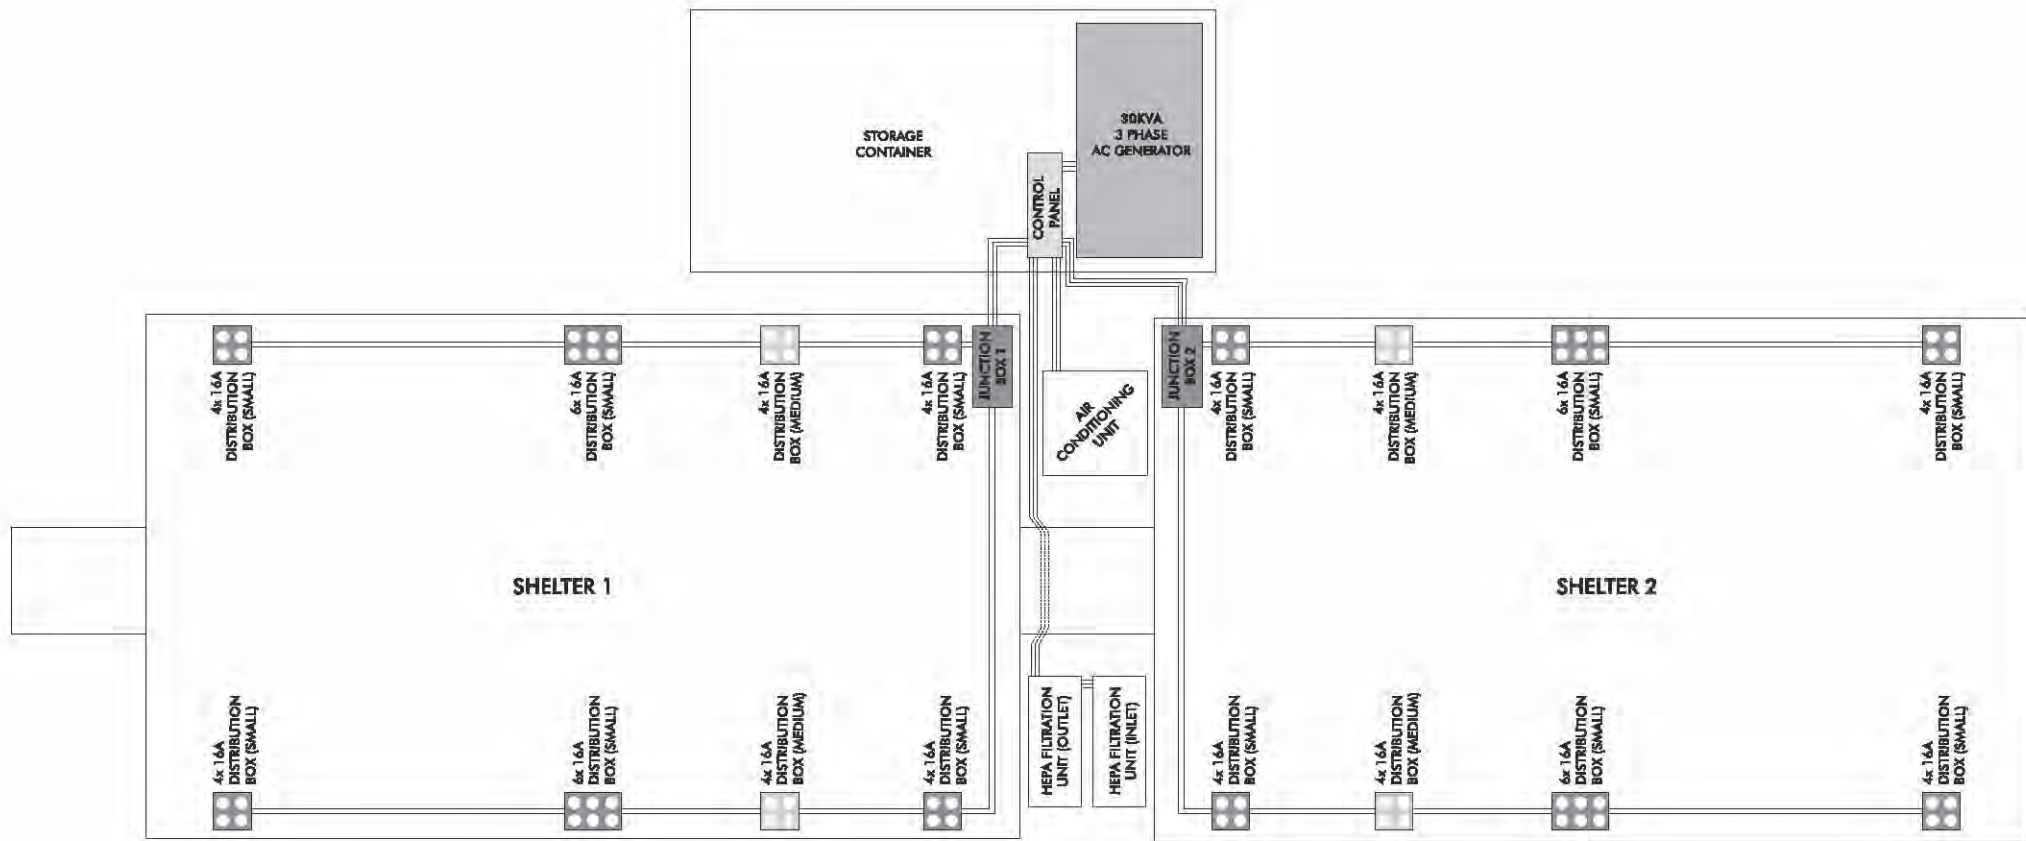 STORAGE
CONTAINER
30KVA
3 PHASE
AC GENERATOR
CONTROL
PANEL
4x 16A
DISTRIBUTION
BOX (SMALL)
6x 16A
DISTRIBUTION
BOX (SMALL)
4x 16A
DISTRIBUTION
BOX (MEDIUM)
4x 16A
DISTRIBUTION
BOX (SMALL)
JUNCTION
BOX 1
AIR
CONDITIONING
UNIT
JUNCTION
BOX 2
4x 16A
DISTRIBUTION
BOX (SMALL)
4x 16A
DISTRIBUTION
BOX (MEDIUM)
6x 16A
DISTRIBUTION
BOX (SMALL)
4x 16A
DISTRIBUTION
BOX (SMALL)
SHELTER 1
SHELTER 2
4x 16A
DISTRIBUTION
BOX (SMALL)
6x 16A
DISTRIBUTION
BOX (SMALL)
4x 16A
DISTRIBUTION
BOX (MEDIUM)
4x 16A
DISTRIBUTION
BOX (SMALL)
HEPA FILTRATION
UNIT (OUTLET)
HEPA FILTRATION
UNIT (INLET)
4x 16A
DISTRIBUTION
BOX (SMALL)
4x 16A
DISTRIBUTION
BOX (MEDIUM)
6x 16A
DISTRIBUTION
BOX (SMALL)
4x 16A
DISTRIBUTION
BOX (SMALL)